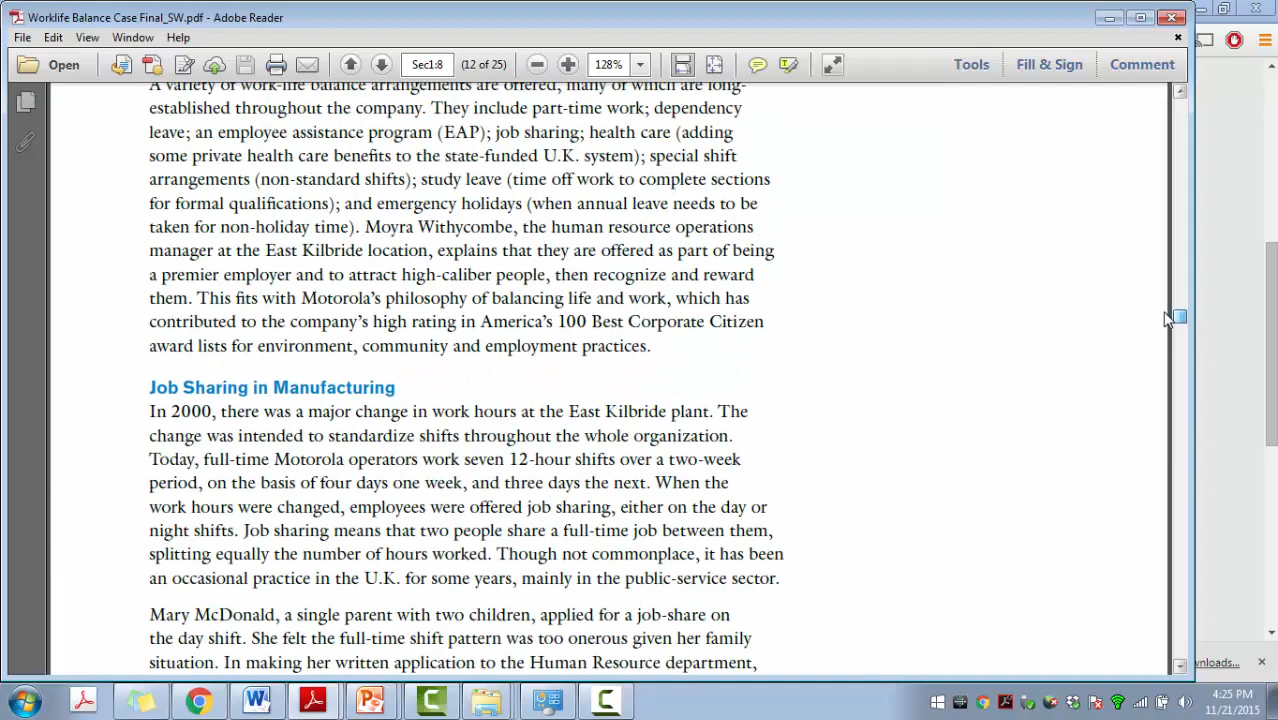 Worklife Balance Case Final_SW.pdf - Adobe Reader
File Edit View Window Help
Open Sec1:8 (12 of 25) 128% Tools Fill & Sign Comment
A variety of work-life balance arrangements are offered, many of which are long-
established throughout the company. They include part-time work; dependency
leave; an employee assistance program (EAP); job sharing; health care (adding
some private health care benefits to the state-funded U.K. system); special shift
arrangements (non-standard shifts); study leave (time off work to complete sections
for formal qualifications); and emergency holidays (when annual leave needs to be
taken for non-holiday time). Moyra Withycombe, the human resource operations
manager at the East Kilbride location, explains that they are offered as part of being
a premier employer and to attract high-caliber people, then recognize and reward
them. This fits with Motorola's philosophy of balancing life and work, which has
contributed to the company's high rating in America's 100 Best Corporate Citizen
award lists for environment, community and employment practices.
Job Sharing in Manufacturing
In 2000, there was a major change in work hours at the East Kilbride plant. The
change was intended to standardize shifts throughout the whole organization.
Today, full-time Motorola operators work seven 12-hour shifts over a two-week
period, on the basis of four days one week, and three days the next. When the
work hours were changed, employees were offered job sharing, either on the day or
night shifts. Job sharing means that two people share a full-time job between them,
splitting equally the number of hours worked. Though not commonplace, it has been
an occasional practice in the U.K. for some years, mainly in the public-service sector.
Mary McDonald, a single parent with two children, applied for a job-share on
the day shift. She felt the full-time shift pattern was too onerous given her family
situation. In making her written application to the Human Resource department,
wnloads...
4:25 PM
11/21/2015